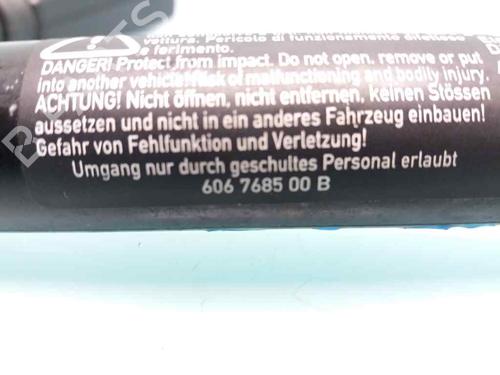 vettura. Pericolo di funzionamento difettoso
e ferimento.
DANGER! Protect from impact. Do not open, remove or put
into another vehicle! Risk of malfunctioning and bodily injury.
ACHTUNG! Nicht öffnen, nicht entfernen, keinen Stössen
aussetzen und nicht in ein anderes Fahrzeug einbauen!
Gefahr von Fehlfunktion und Verletzung!
Umgang nur durch geschultes Personal erlaubt
606 7685 00 B